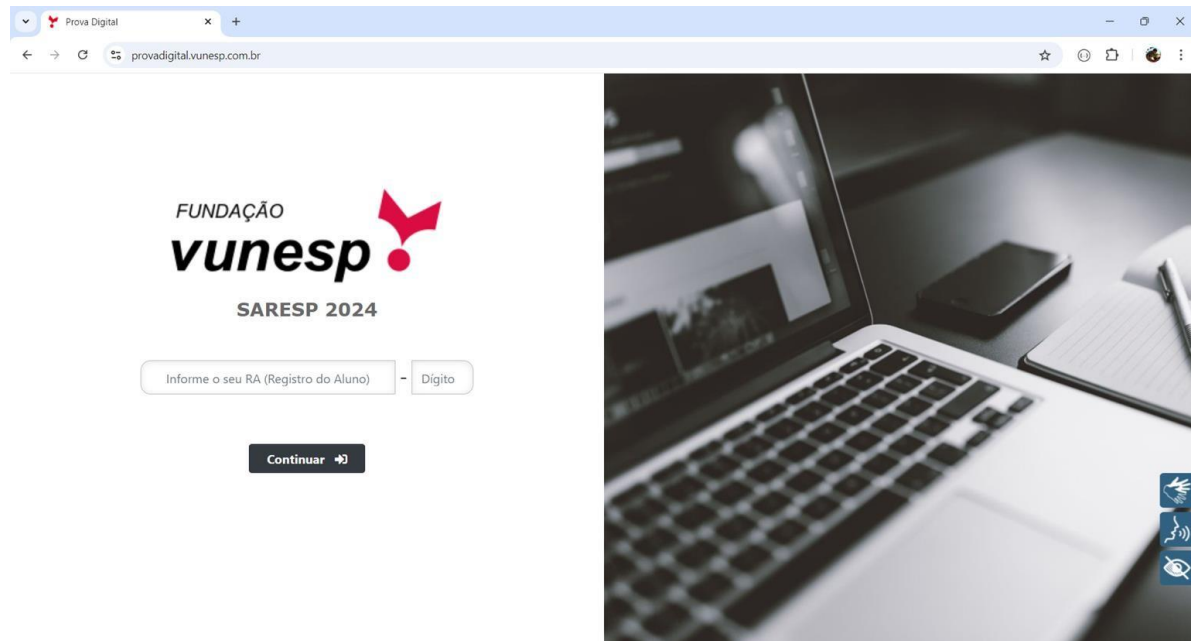 Prova Digital
provadigital.vunesp.com.br
FUNDAÇÃO
vunesp
SARESP 2024
Informe o seu RA (Registro do Aluno) - Dígito
Continuar